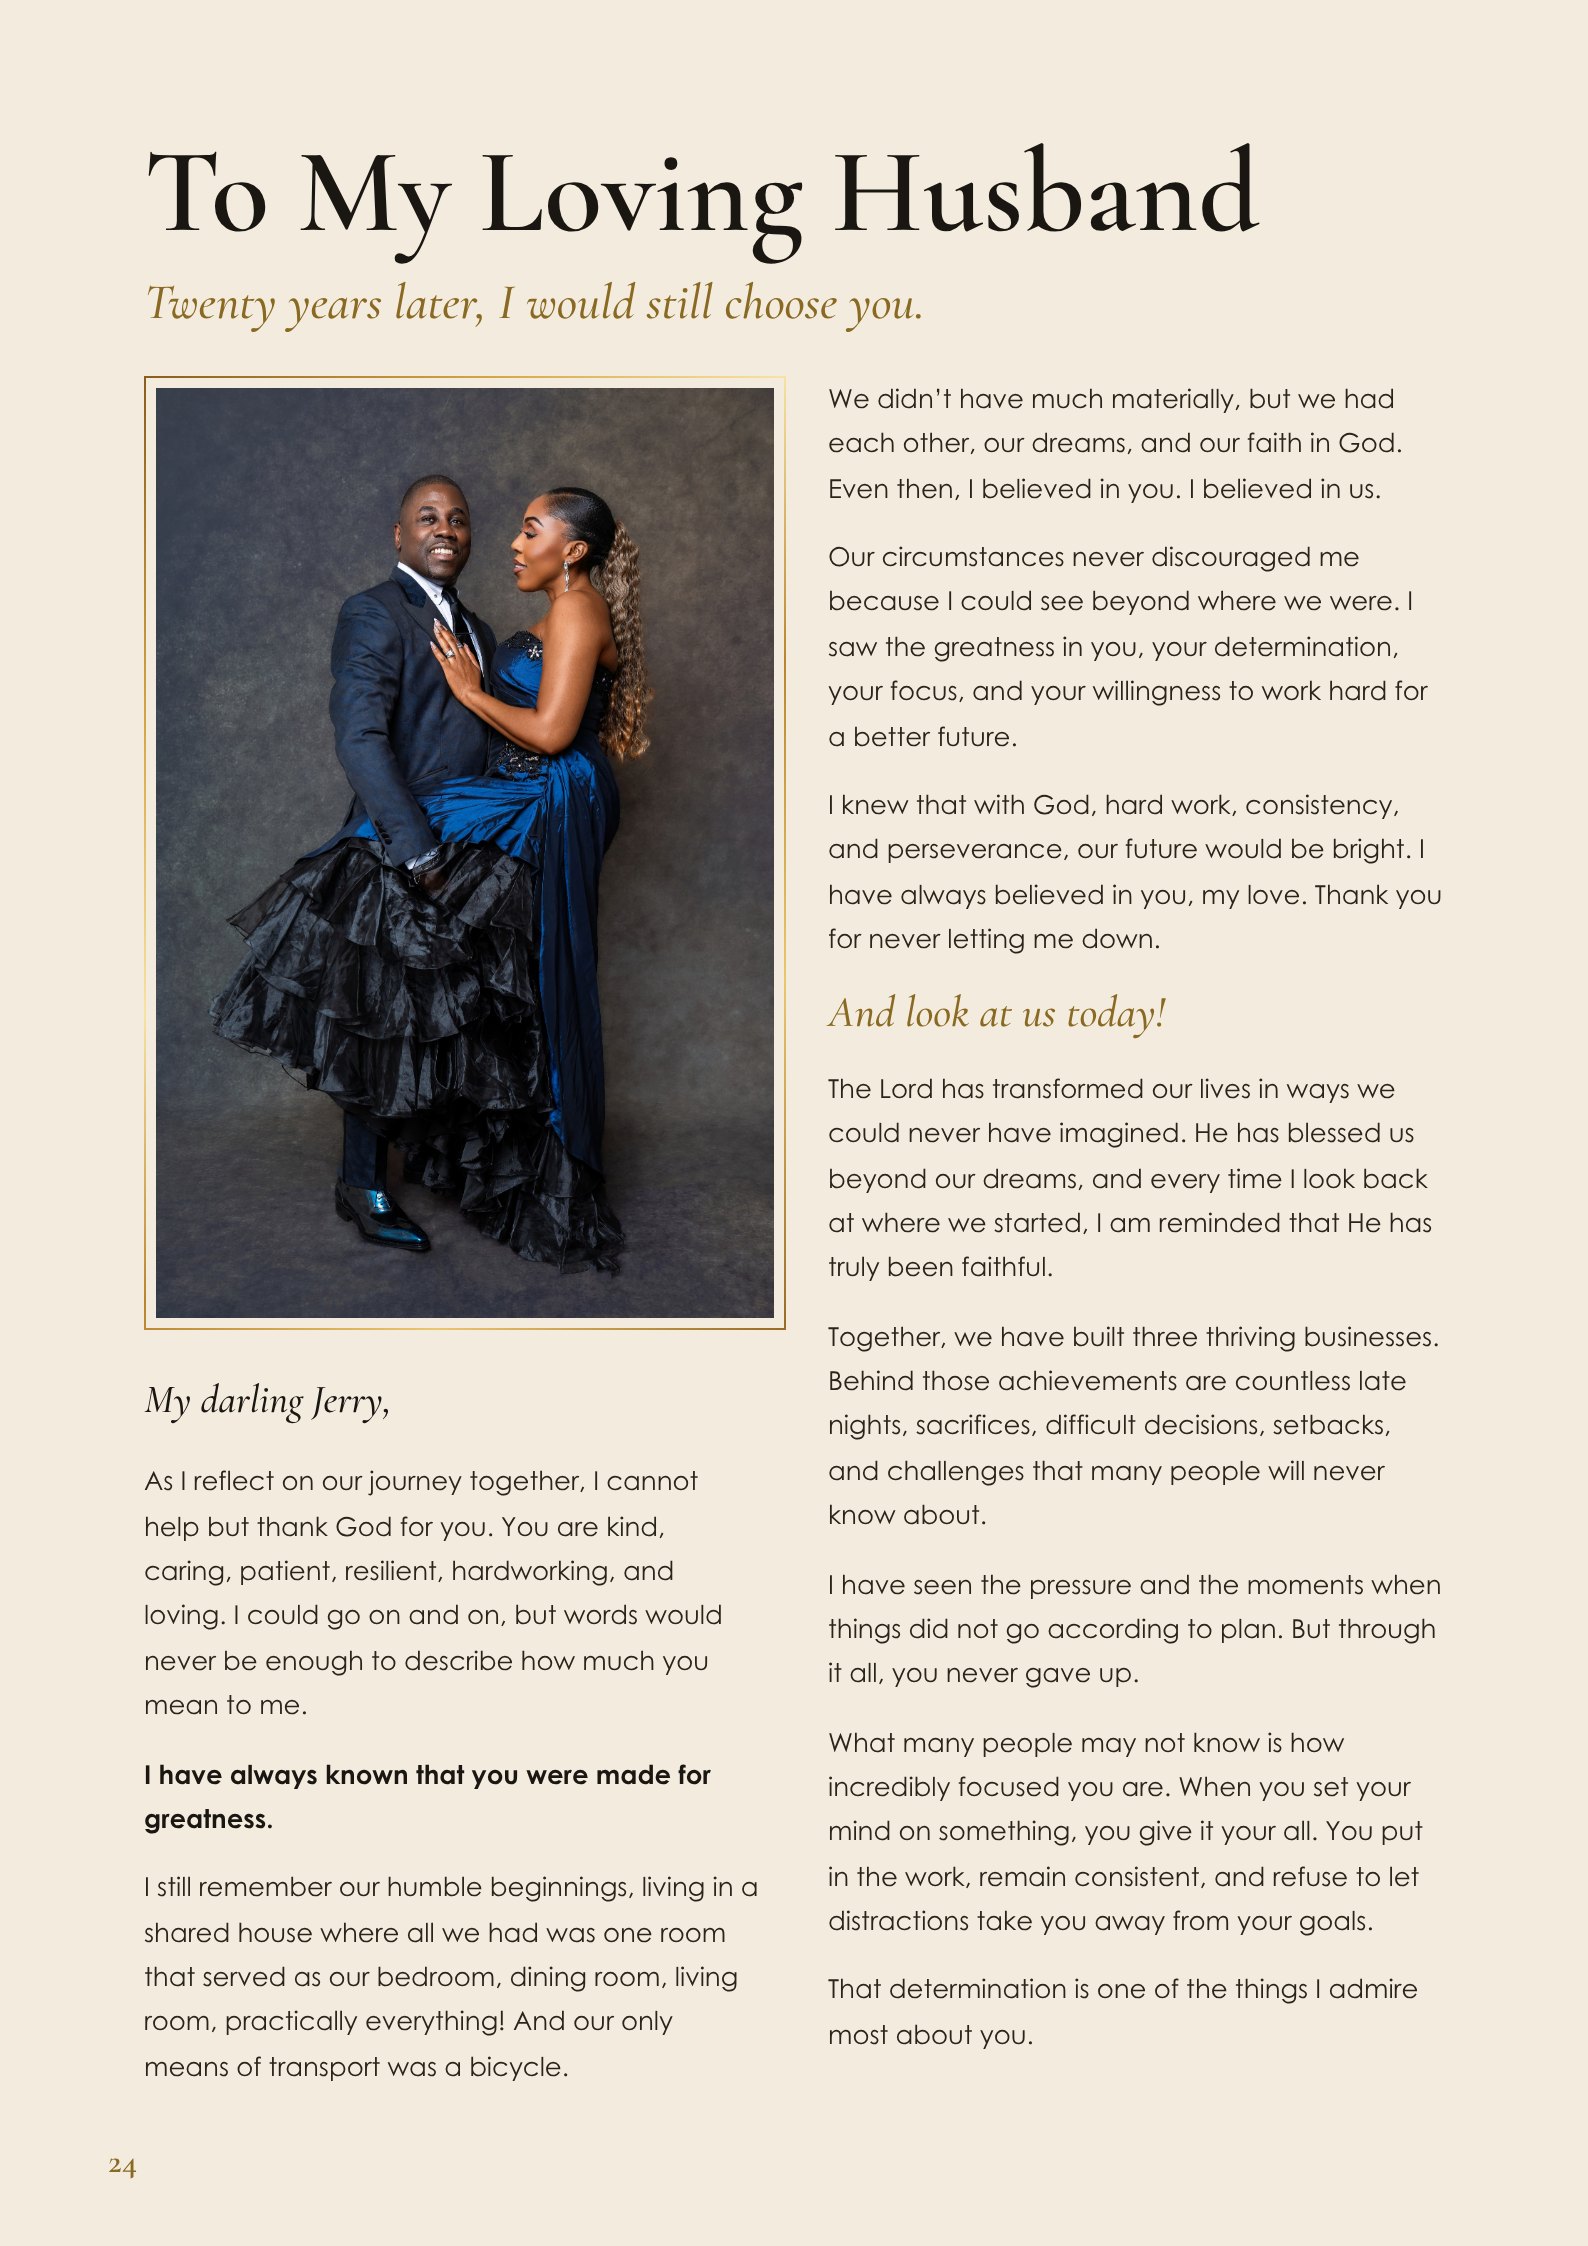 To My Loving Husband
Twenty years later, I would still choose you.
My darling Jerry,
As I reflect on our journey together, I cannot
help but thank God for you. You are kind,
caring, patient, resilient, hardworking, and
loving. I could go on and on, but words would
never be enough to describe how much you
mean to me.
I have always known that you were made for
greatness.
I still remember our humble beginnings, living in a
shared house where all we had was one room
that served as our bedroom, dining room, living
room, practically everything! And our only
means of transport was a bicycle.
We didn’t have much materially, but we had
each other, our dreams, and our faith in God.
Even then, I believed in you. I believed in us.
Our circumstances never discouraged me
because I could see beyond where we were. I
saw the greatness in you, your determination,
your focus, and your willingness to work hard for
a better future.
I knew that with God, hard work, consistency,
and perseverance, our future would be bright. I
have always believed in you, my love. Thank you
for never letting me down.
And look at us today!
The Lord has transformed our lives in ways we
could never have imagined. He has blessed us
beyond our dreams, and every time I look back
at where we started, I am reminded that He has
truly been faithful.
Together, we have built three thriving businesses.
Behind those achievements are countless late
nights, sacrifices, difficult decisions, setbacks,
and challenges that many people will never
know about.
I have seen the pressure and the moments when
things did not go according to plan. But through
it all, you never gave up.
What many people may not know is how
incredibly focused you are. When you set your
mind on something, you give it your all. You put
in the work, remain consistent, and refuse to let
distractions take you away from your goals.
That determination is one of the things I admire
most about you.
24